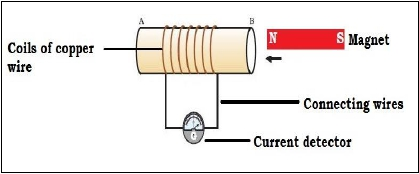 A B
N S Magnet
Coils of copper
wire
Connecting wires
Current detector